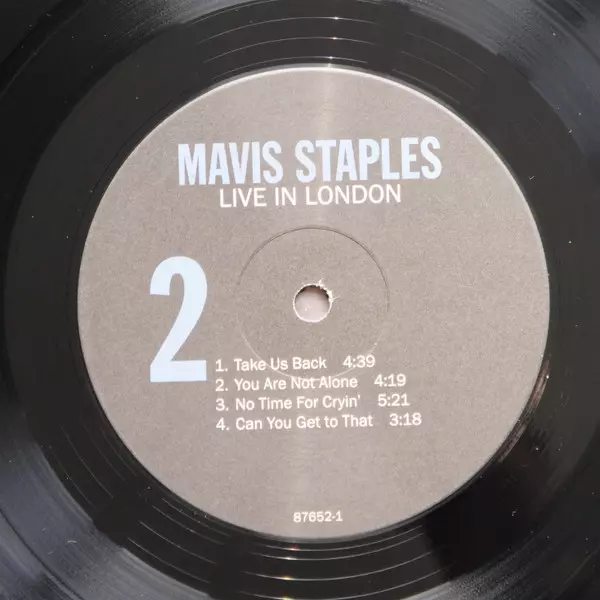 MAVIS STAPLES
LIVE IN LONDON
2
1. Take Us Back 4:39
2. You Are Not Alone 4:19
3. No Time For Cryin' 5:21
4. Can You Get to That 3:18
87652-1